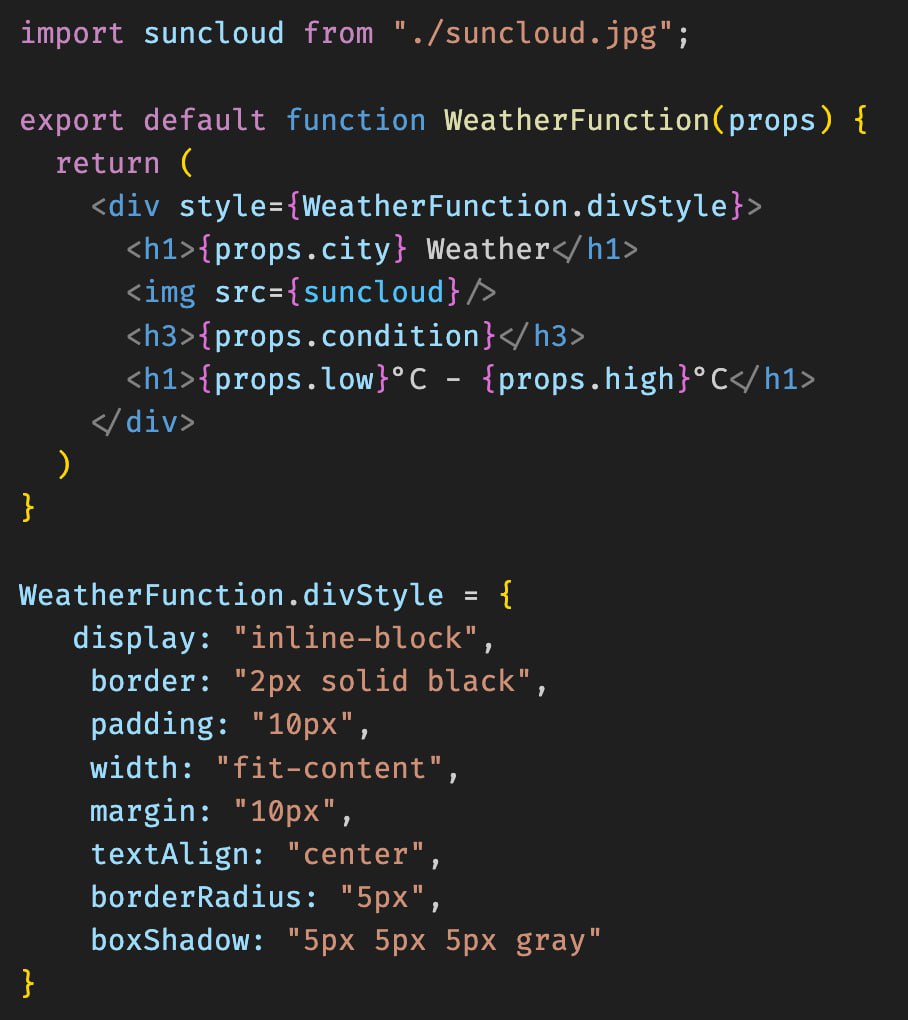 import suncloud from "./suncloud.jpg";

export default function WeatherFunction(props) {
  return (
    <div style={WeatherFunction.divStyle}>
      <h1>{props.city} Weather</h1>
      <img src={suncloud}/>
      <h3>{props.condition}</h3>
      <h1>{props.low}°C - {props.high}°C</h1>
    </div>
  )
}

WeatherFunction.divStyle = {
   display: "inline-block",
    border: "2px solid black",
    padding: "10px",
    width: "fit-content",
    margin: "10px",
    textAlign: "center",
    borderRadius: "5px",
    boxShadow: "5px 5px 5px gray"
}